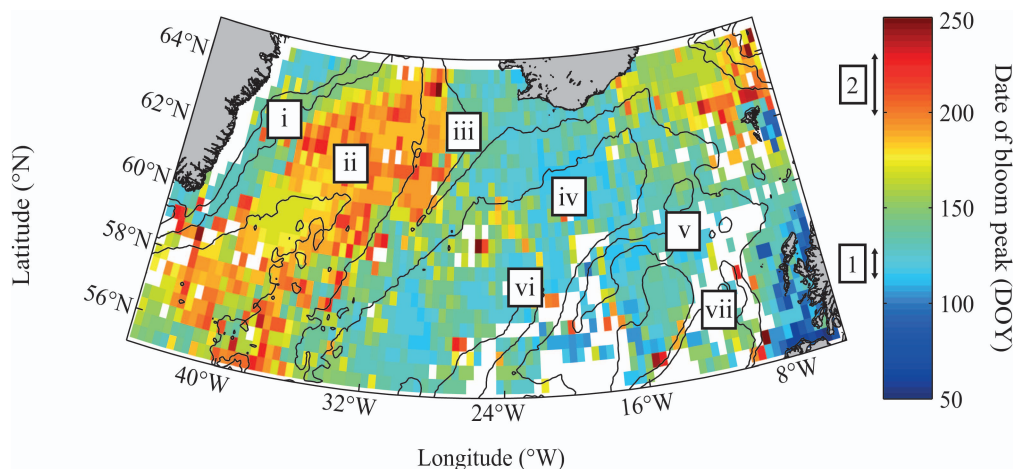 64°N
62°N
60°N
58°N
56°N
Latitude (°N)
40°W
32°W
24°W
16°W
8°W
Longitude (°W)
i
ii
iii
iv
v
vi
vii
2
1
250
200
150
100
50
Date of bloom peak (DOY)